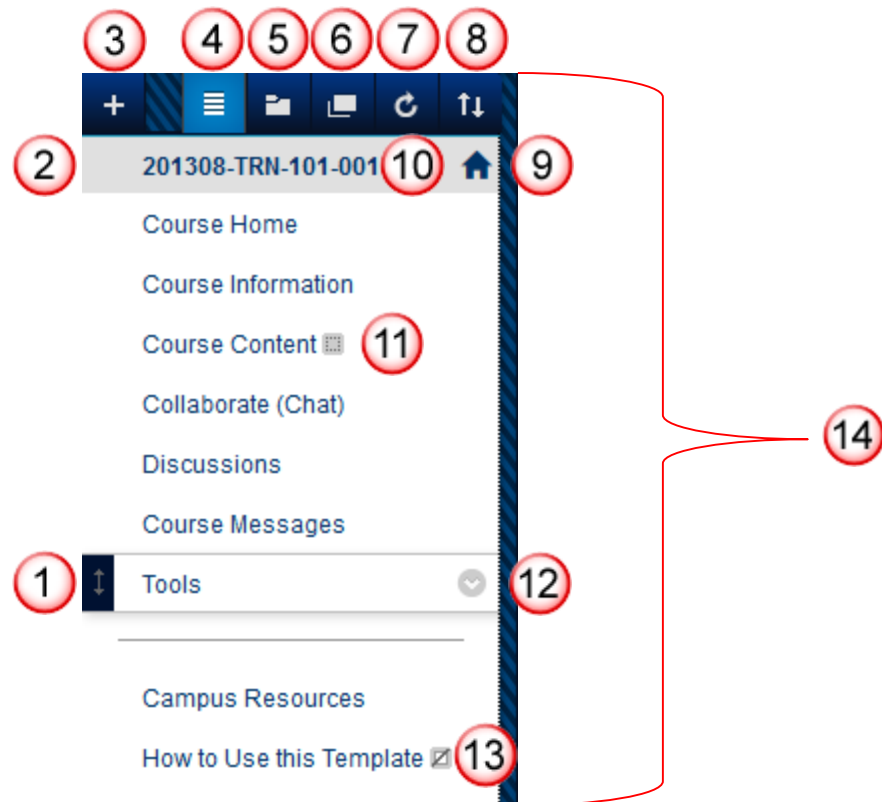 3 4 5 6 7 8
2 201308-TRN-101-001 10 9
Course Home
Course Information
Course Content 11
Collaborate (Chat)
14
Discussions
Course Messages
1 Tools 12
Campus Resources
How to Use this Template 13